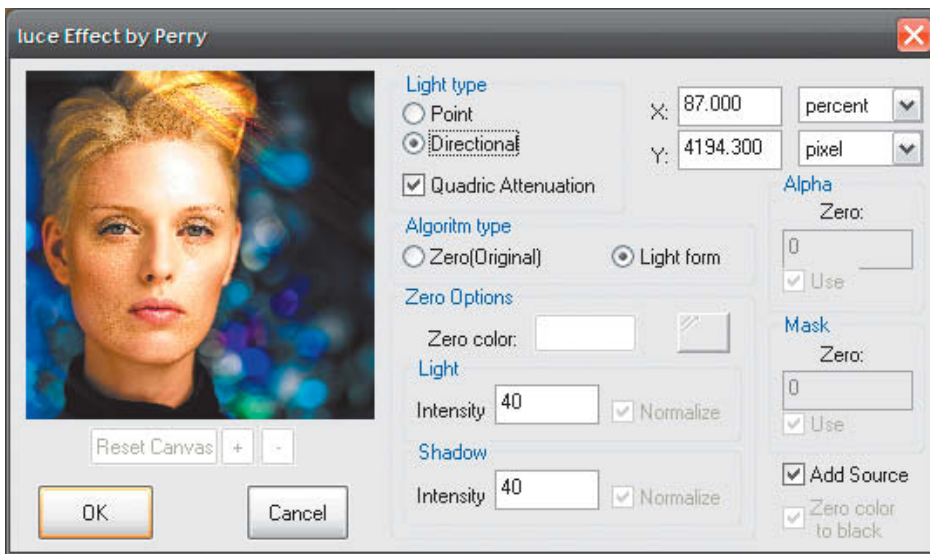 luce Effect by Perry
Light type
Point
Directional
Quadric Attenuation
X: 87.000 percent
Y: 4194.300 pixel
Algoritm type
Zero(Original) Light form
Zero Options
Zero color:
Light
Intensity 40 Normalize
Shadow
Intensity 40 Normalize
Alpha
Zero:
0
Use
Mask
Zero:
0
Use
Add Source
Zero color
to black
Reset Canvas + -
OK Cancel